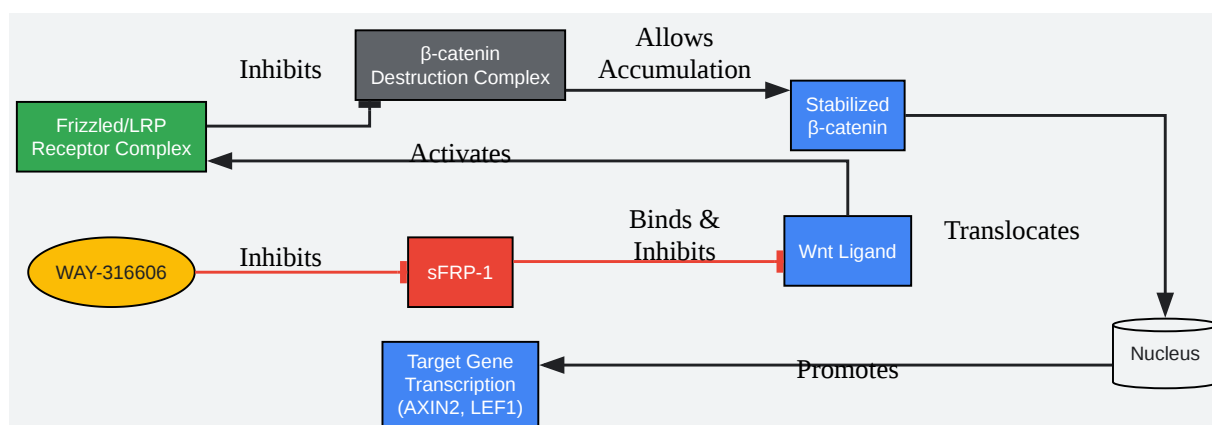 β-catenin
Destruction Complex
Inhibits
Allows
Accumulation
Stabilized
β-catenin
Frizzled/LRP
Receptor Complex
Activates
Binds &
Inhibits
Wnt Ligand
Translocates
WAY-316606
Inhibits
sFRP-1
Nucleus
Target Gene
Transcription
(AXIN2, LEF1)
Promotes